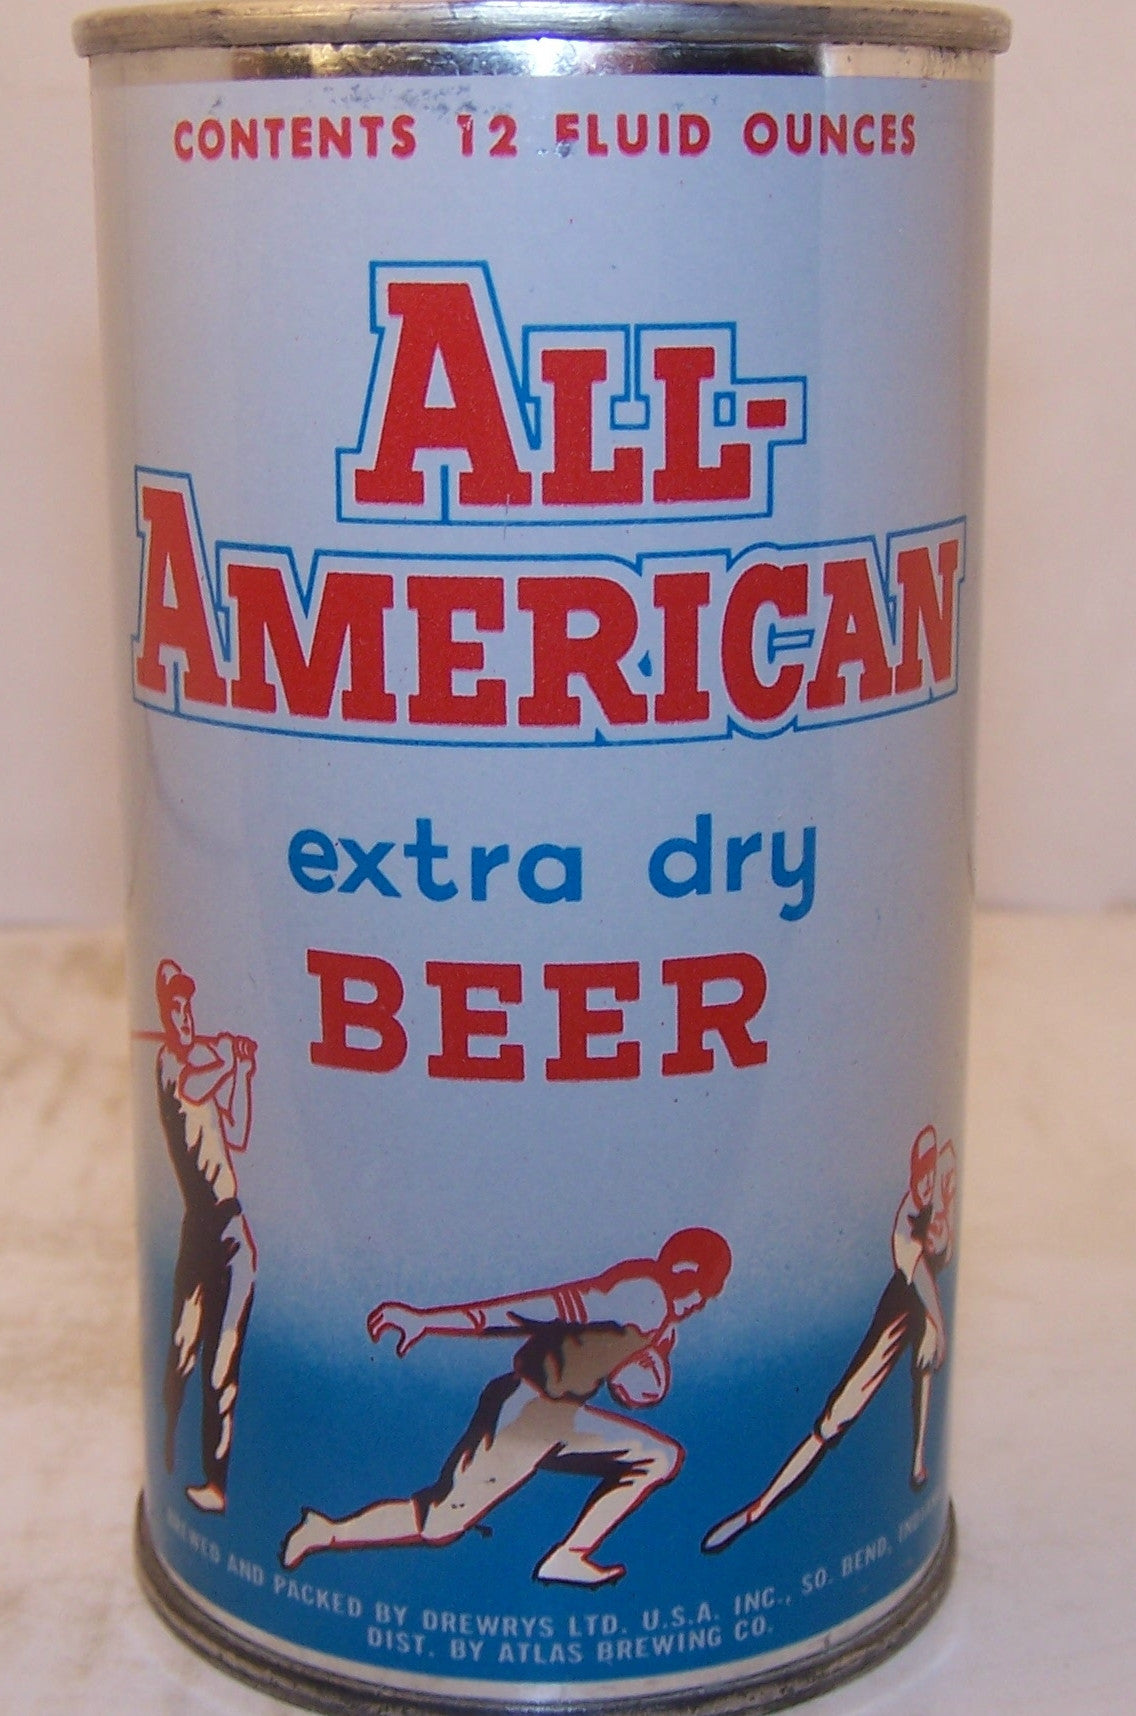 CONTENTS 12 FLUID OUNCES
ALL-
AMERICAN
extra dry
BEER
BREWED AND PACKED BY DREWRYS LTD. U.S.A. INC., SO. BEND,
DIST. BY ATLAS BREWING CO.